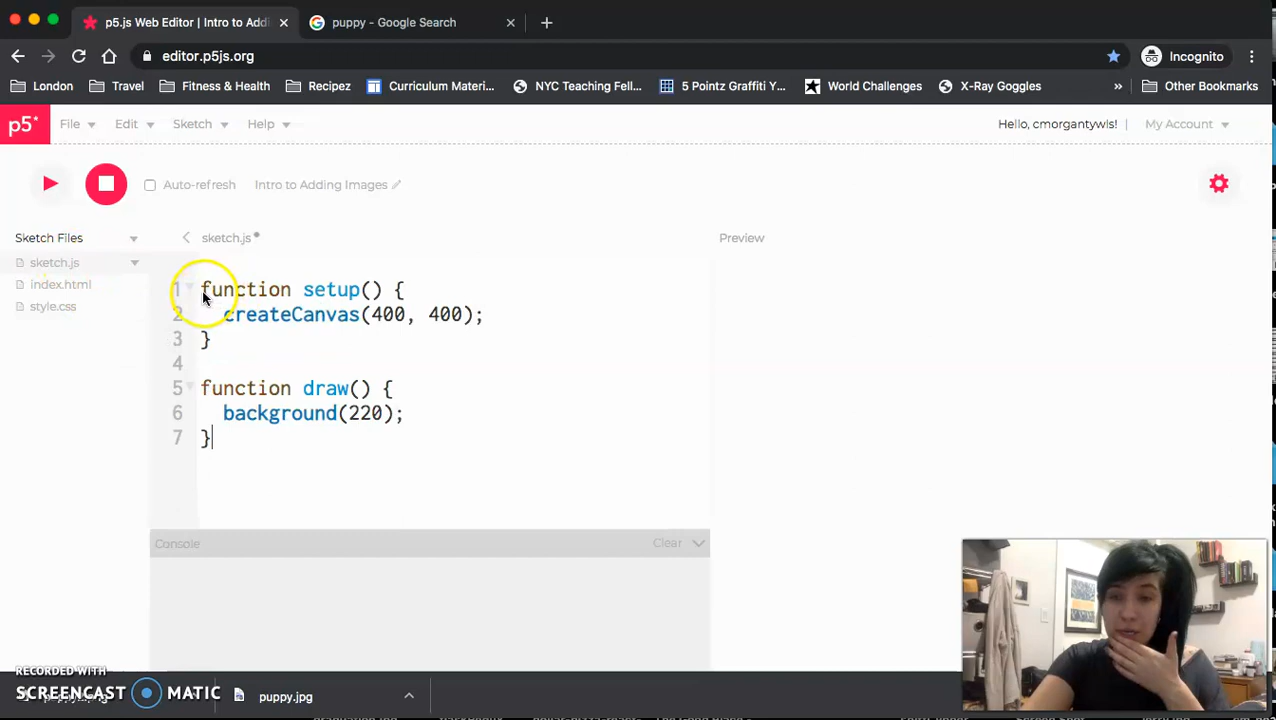 p5.js Web Editor | Intro to Addi
puppy - Google Search
editor.p5js.org
Incognito
London Travel Fitness & Health Recipez Curriculum Materi... NYC Teaching Fell... 5 Pointz Graffiti Y... World Challenges X-Ray Goggles » Other Bookmarks
p5* File Edit Sketch Help Hello, cmorgantywls! | My Account
Auto-refresh Intro to Adding Images
Sketch Files sketch.js Preview
sketch.js
index.html
style.css
1 function setup() {
2 createCanvas(400, 400);
3 }
4
5 function draw() {
6 background(220);
7 }
Console Clear
RECORDED WITH
SCREENCAST MATIC
puppy.jpg